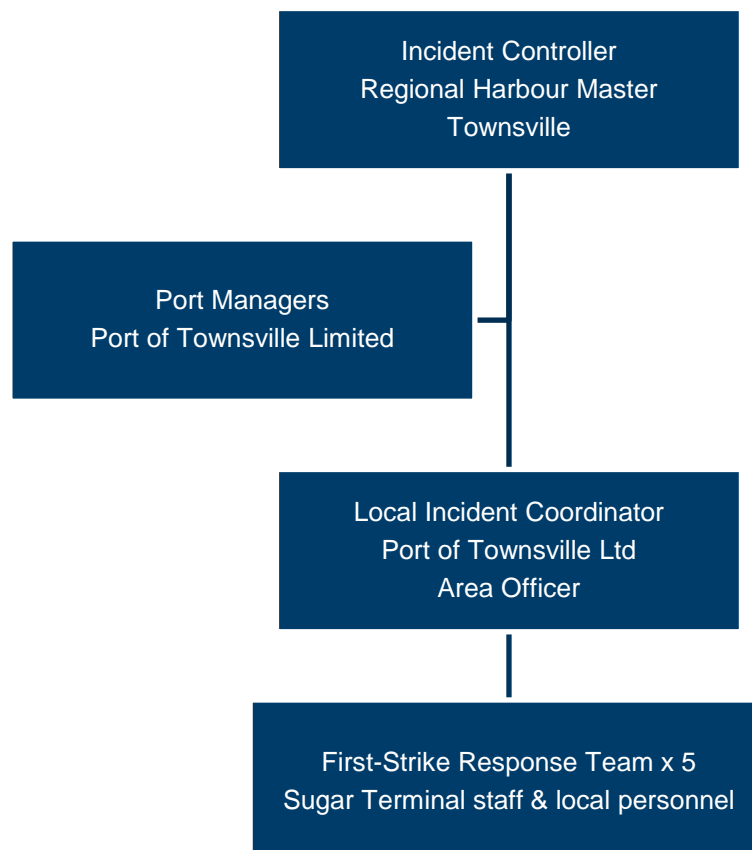 Incident Controller
Regional Harbour Master
Townsville
Port Managers
Port of Townsville Limited
Local Incident Coordinator
Port of Townsville Ltd
Area Officer
First-Strike Response Team x 5
Sugar Terminal staff & local personnel